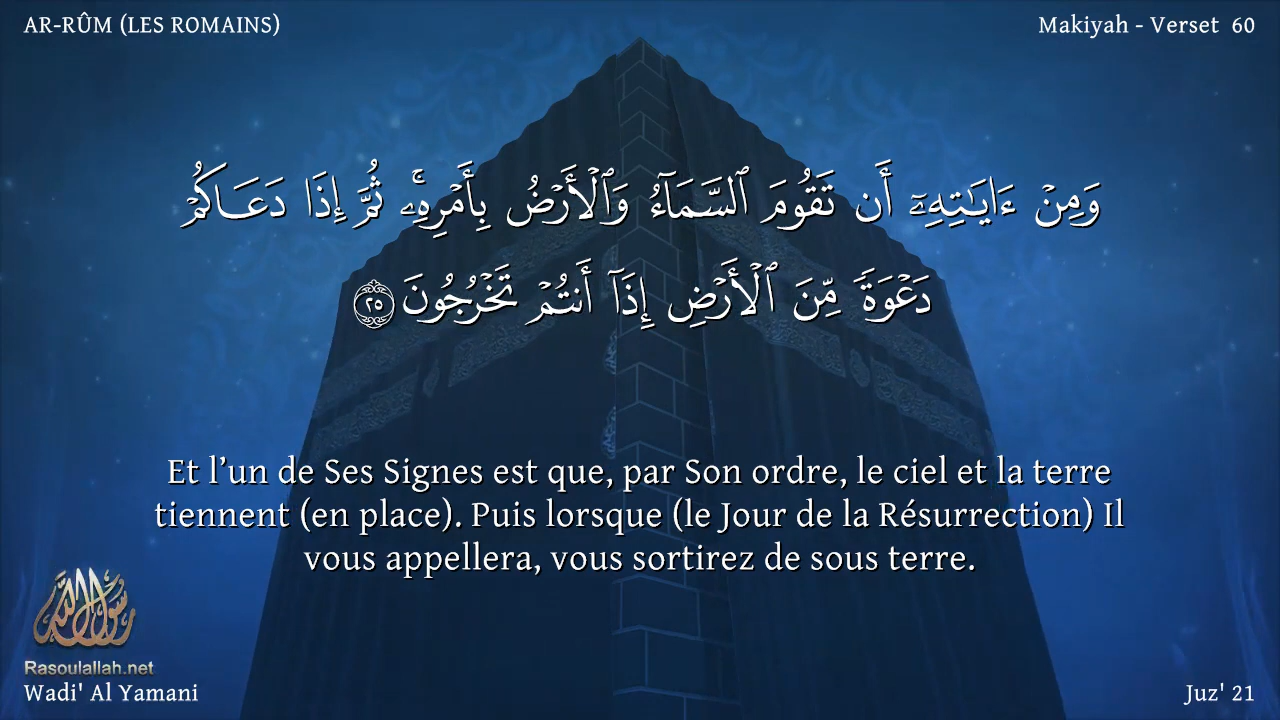 AR-RÛM (LES ROMAINS)
Makiyah - Verset 60
وَمِنْ ءَايَـٰتِهِۦٓ أَن تَقُومَ ٱلسَّمَآءُ وَٱلْأَرْضُ بِأَمْرِهِۦ ۚ ثُمَّ إِذَا دَعَاكُمْ
دَعْوَةً مِّنَ ٱلْأَرْضِ إِذَآ أَنتُمْ تَخْرُجُونَ ٢٥
Et l’un de Ses Signes est que, par Son ordre, le ciel et la terre
tiennent (en place). Puis lorsque (le Jour de la Résurrection) Il
vous appellera, vous sortirez de sous terre.
رسول الله
Rasoulallah.net
Wadi' Al Yamani
Juz' 21